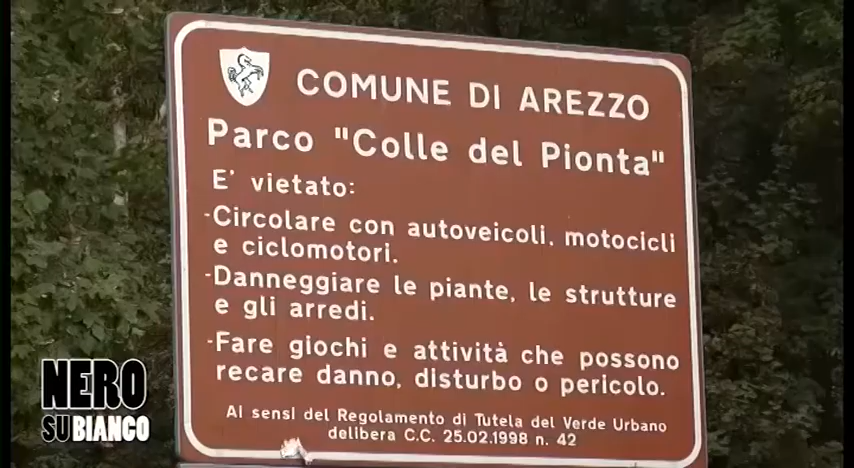 COMUNE DI AREZZO
Parco "Colle del Pionta"
E' vietato:
-Circolare con autoveicoli, motocicli
e ciclomotori.
-Danneggiare le piante, le strutture
e gli arredi.
-Fare giochi e attività che possono
recare danno, disturbo o pericolo.
Ai sensi del Regolamento di Tutela del Verde Urbano
delibera C.C. 25.02.1998 n. 42
NERO
SU BIANCO